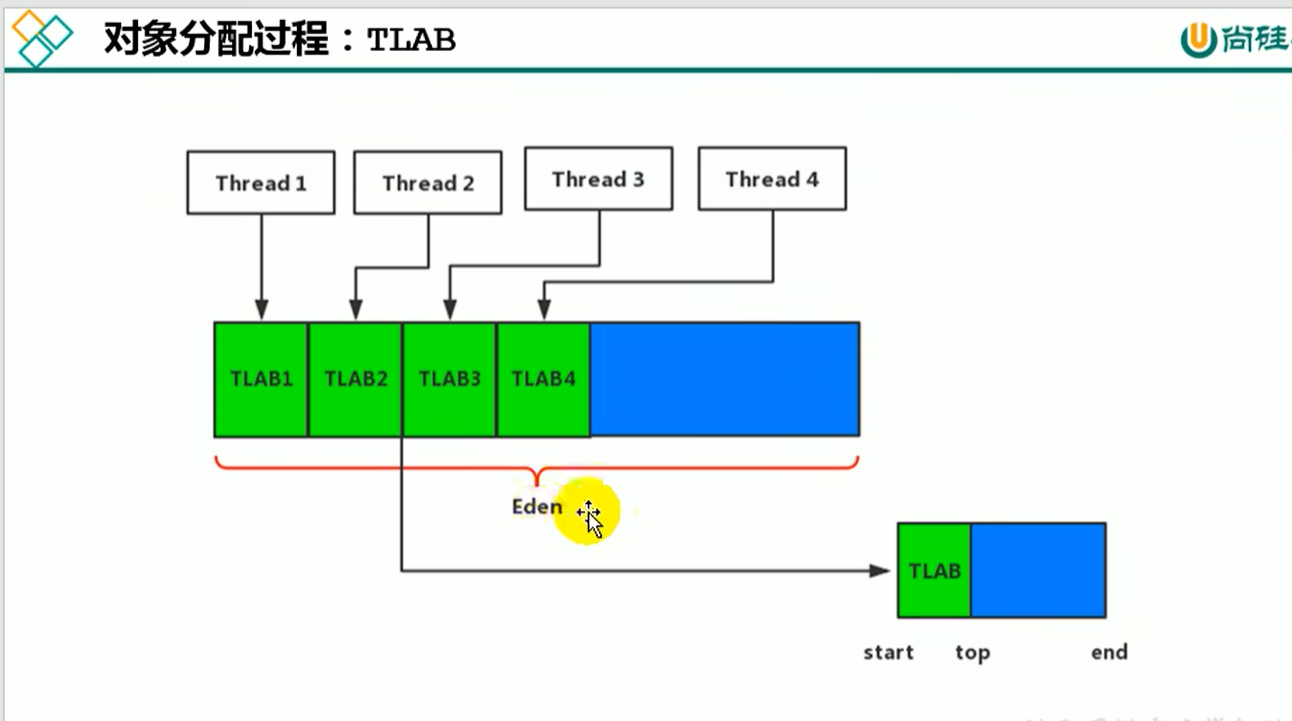 对象分配过程：TLAB
尚硅
Thread 1
Thread 2
Thread 3
Thread 4
TLAB1
TLAB2
TLAB3
TLAB4
Eden
TLAB
start
top
end